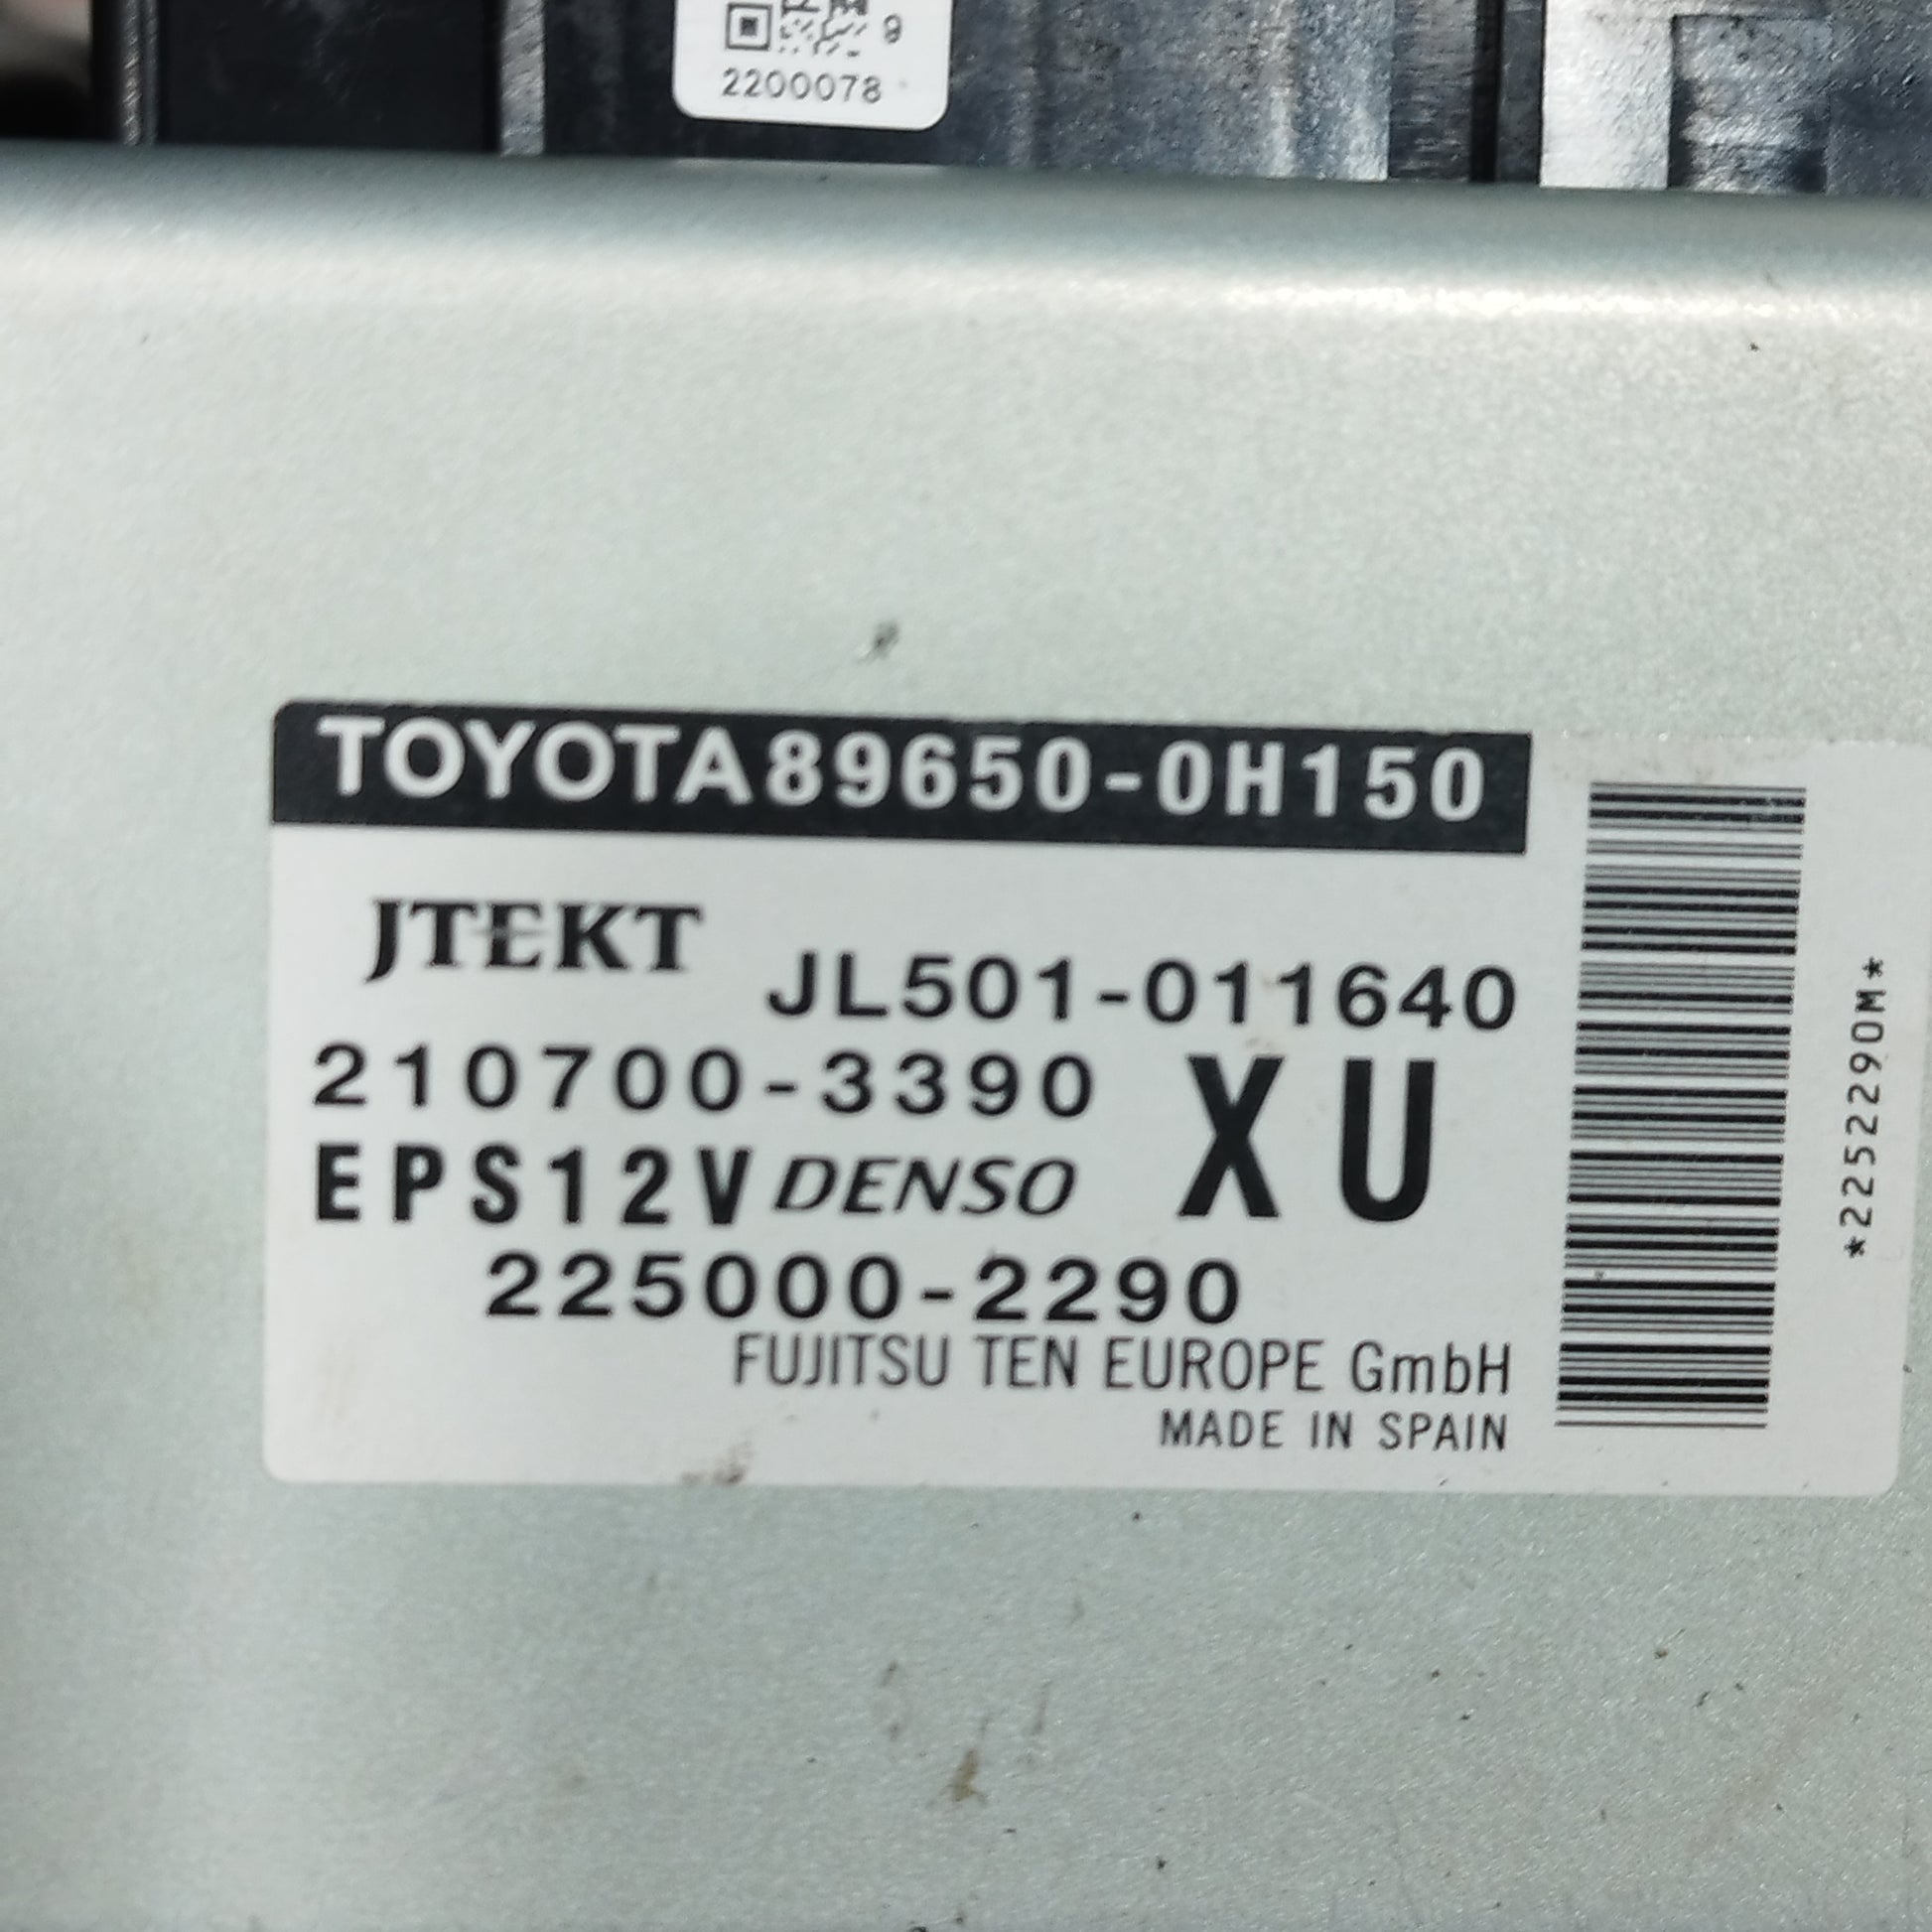 9
2200078
TOYOTA 89650-0H150
JTEKT JL501-011640
210700-3390 XU
EPS12V DENSO
225000-2290
FUJITSU TEN EUROPE GmbH
MADE IN SPAIN
*2252290M*